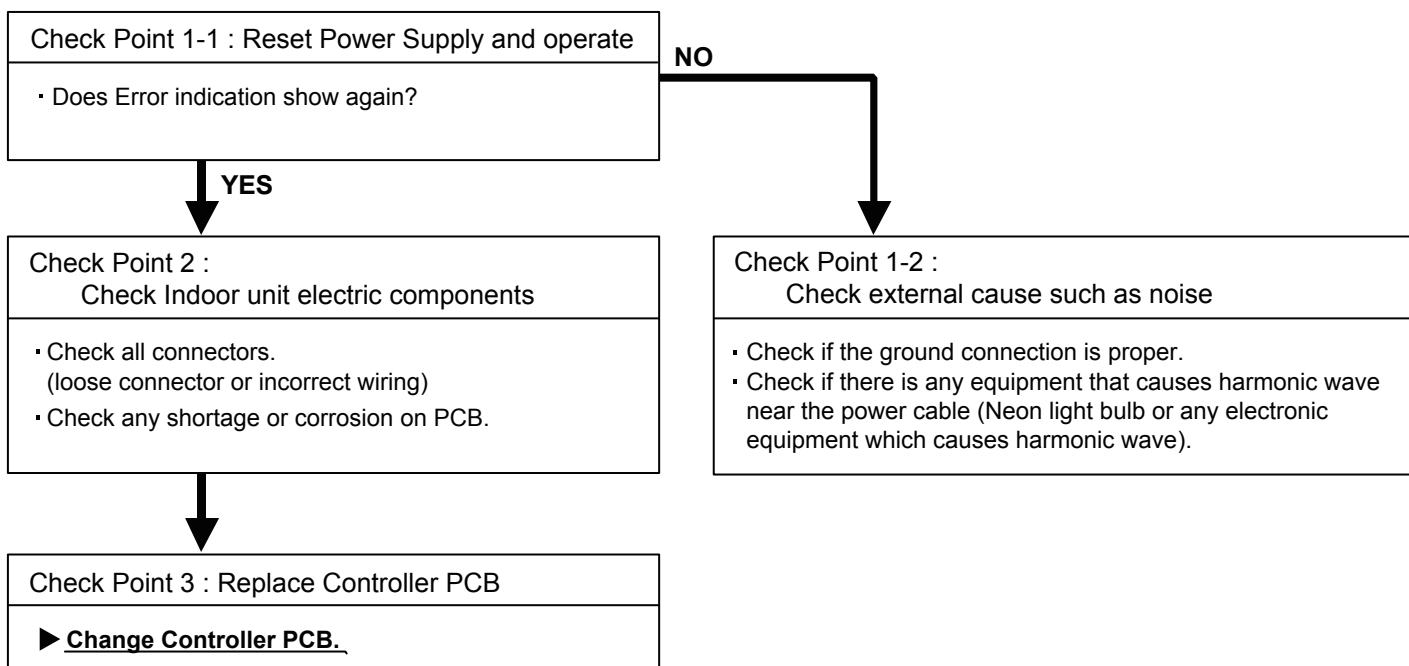 Check Point 1-1 : Reset Power Supply and operate
・Does Error indication show again?
NO
YES
Check Point 2 :
Check Indoor unit electric components
・Check all connectors.
(loose connector or incorrect wiring)
・Check any shortage or corrosion on PCB.
Check Point 1-2 :
Check external cause such as noise
・Check if the ground connection is proper.
・Check if there is any equipment that causes harmonic wave
near the power cable (Neon light bulb or any electronic
equipment which causes harmonic wave).
Check Point 3 : Replace Controller PCB
▶Change Controller PCB.